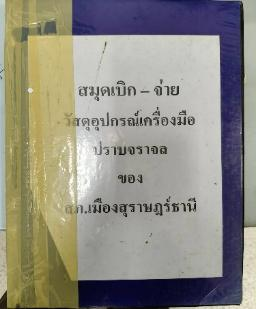 สมุดเบิก – จ่าย
วัสดุอุปกรณ์เครื่องมือ
ปราบจราจล
ของ
สภ.เมืองสุราษฎร์ธานี